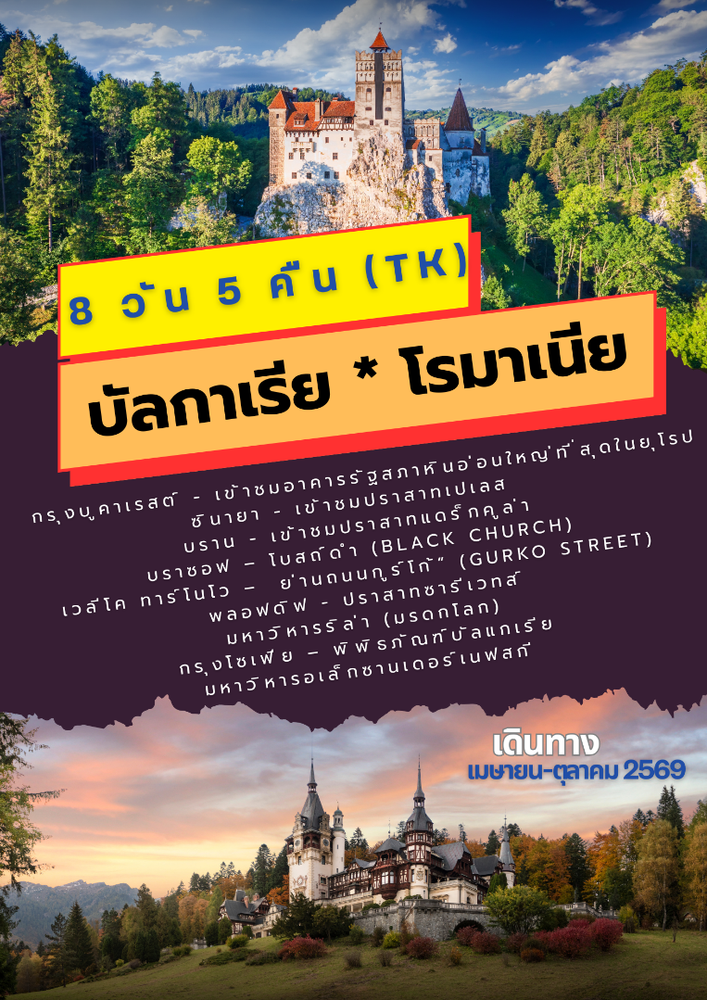 8 วัน 5 คืน (TK)
บัลกาเรีย * โรมาเนีย
กรุงบูคาเรสต์ - เข้าชมอาคารรัฐสภาหินอ่อนใหญ่ที่สุดในยุโรป
ซินายา - เข้าชมปราสาทเปเลส
บราน - เข้าชมปราสาทแดร็กคูล่า
บราซอฟ – โบสถ์ดำ (BLACK CHURCH)
เวลีโค ทาร์โนโว – ย่านถนนกูร์โก้” (GURKO STREET)
พลอฟดิฟ - ปราสาทซารีเวทส์
มหาวิหารริล่า (มรดกโลก)
กรุงโซเฟีย – พิพิธภัณฑ์บัลแกเรีย
มหาวิหารอเล็กซานเดอร์เนฟสกี
เดินทาง
เมษายน-ตุลาคม 2569